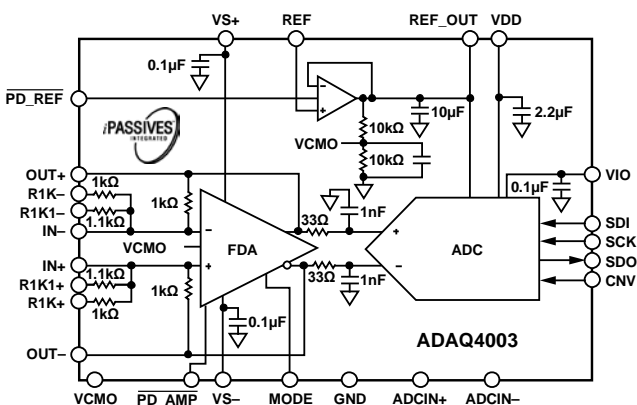 VS+
REF
REF_OUT
VDD
0.1µF
PD_REF
10µF
2.2µF
iPASSIVES
INTEGRATED
10kΩ
VCMO
10kΩ
OUT+
1kΩ
R1K–
1kΩ
R1K1–
1.1kΩ
IN–
33Ω
1nF
0.1µF
VIO
VCMO
FDA
ADC
SDI
SCK
SDO
CNV
IN+
1.1kΩ
R1K1+
R1K+
1kΩ
1kΩ
33Ω
1nF
0.1µF
OUT–
ADAQ4003
VCMO
PD_AMP
VS–
MODE
GND
ADCIN+
ADCIN–